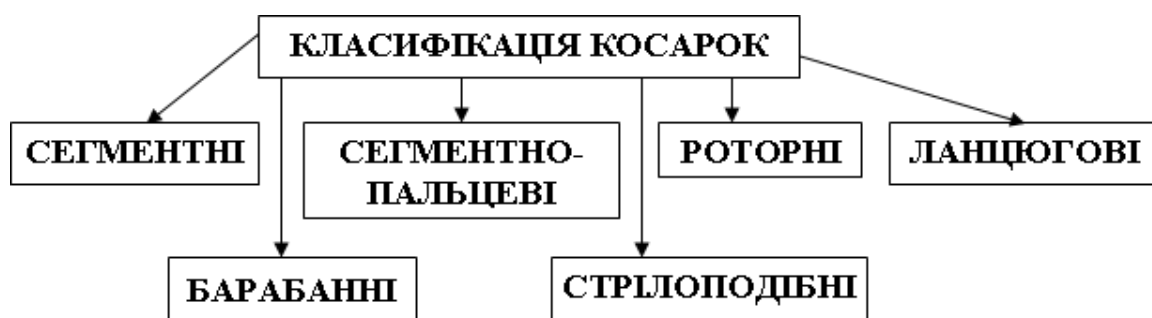 КЛАСИФІКАЦІЯ КОСАРОК
СЕГМЕНТНІ
СЕГМЕНТНО-
ПАЛЬЦЕВІ
РОТОРНІ
ЛАНЦЮГОВІ
БАРАБАННІ
СТРІЛОПОДІБНІ